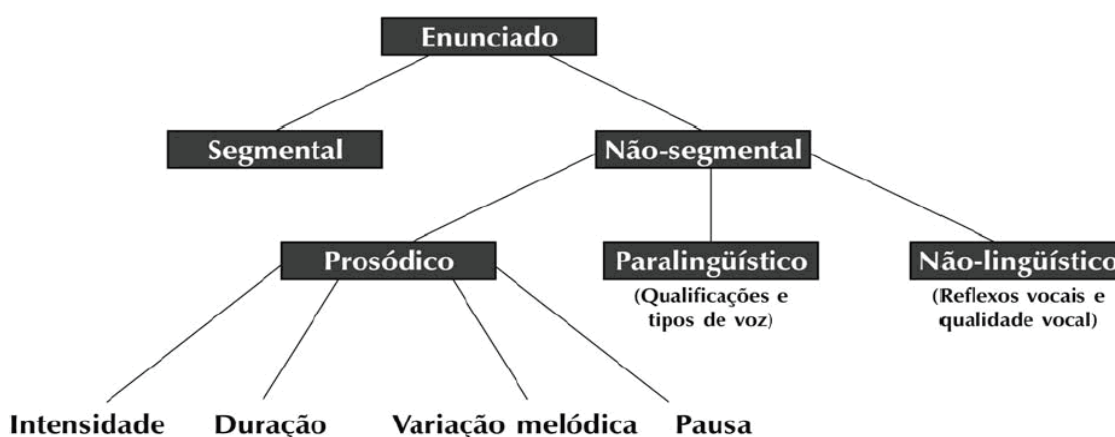 Enunciado
Segmental
Não-segmental
Prosódico
Paralingüístico
Não-lingüístico
(Qualificações e
tipos de voz)
(Reflexos vocais e
qualidade vocal)
Intensidade
Duração
Variação melódica
Pausa